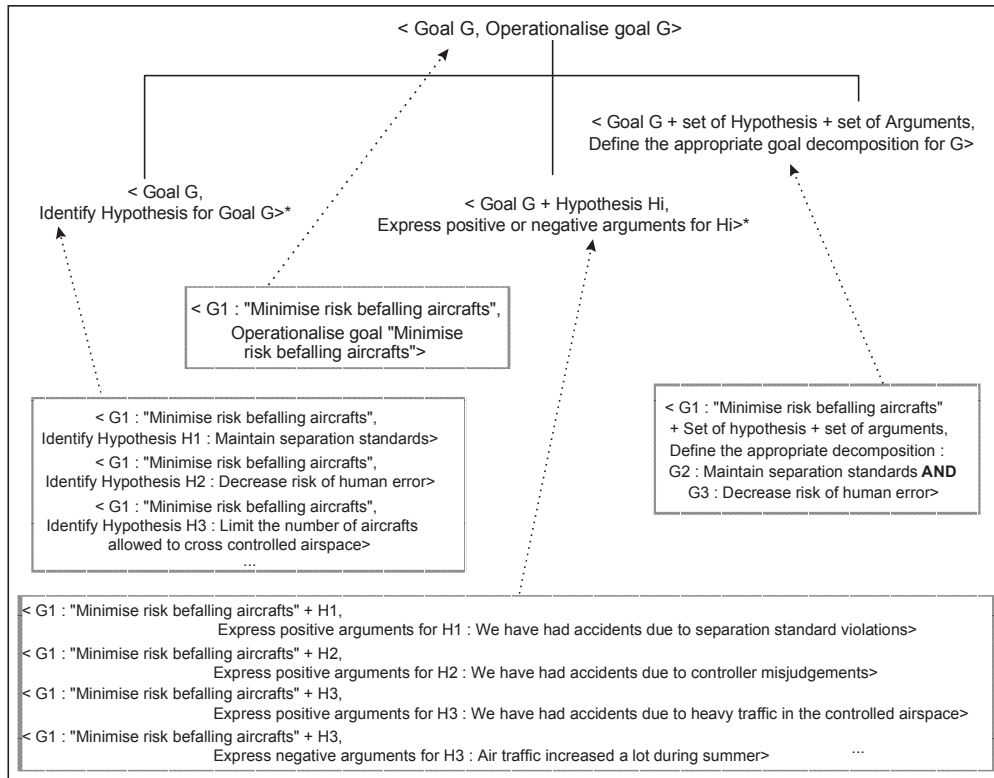 < Goal G, Operationalise goal G>
< Goal G + set of Hypothesis + set of Arguments,
Define the appropriate goal decomposition for G>
< Goal G,
Identify Hypothesis for Goal G>*
< Goal G + Hypothesis Hi,
Express positive or negative arguments for Hi>*
< G1 : "Minimise risk befalling aircrafts",
Operationalise goal "Minimise
risk befalling aircrafts">
< G1 : "Minimise risk befalling aircrafts",
Identify Hypothesis H1 : Maintain separation standards>
< G1 : "Minimise risk befalling aircrafts",
Identify Hypothesis H2 : Decrease risk of human error>
< G1 : "Minimise risk befalling aircrafts",
Identify Hypothesis H3 : Limit the number of aircrafts
allowed to cross controlled airspace>
...
< G1 : "Minimise risk befalling aircrafts"
+ Set of hypothesis + set of arguments,
Define the appropriate decomposition :
G2 : Maintain separation standards AND
G3 : Decrease risk of human error>
< G1 : "Minimise risk befalling aircrafts" + H1,
Express positive arguments for H1 : We have had accidents due to separation standard violations>
< G1 : "Minimise risk befalling aircrafts" + H2,
Express positive arguments for H2 : We have had accidents due to controller misjudgements>
< G1 : "Minimise risk befalling aircrafts" + H3,
Express positive arguments for H3 : We have had accidents due to heavy traffic in the controlled airspace>
< G1 : "Minimise risk befalling aircrafts" + H3,
Express negative arguments for H3 : Air traffic increased a lot during summer> ...